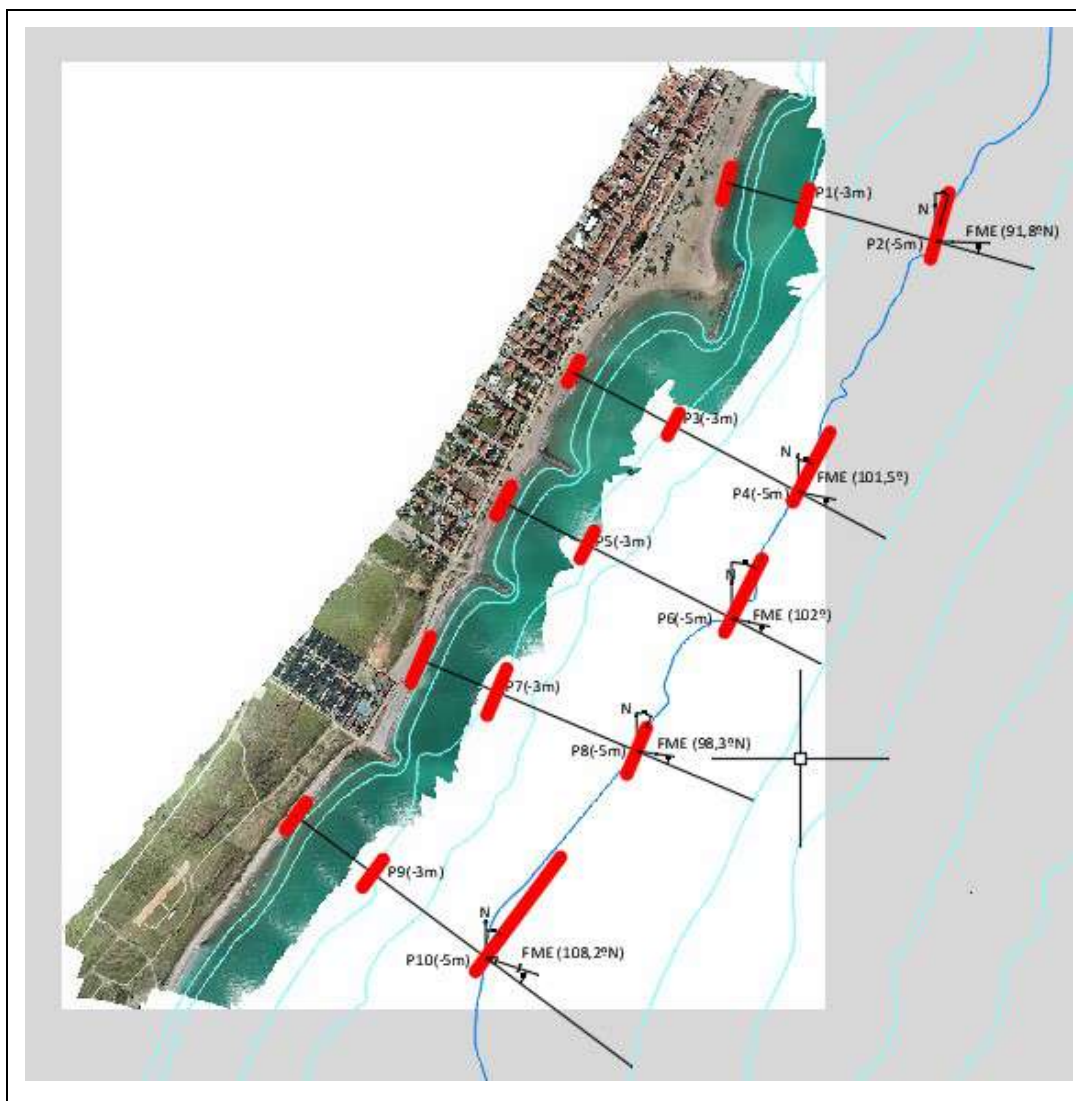 P1(-3m)
N
FME (91,8ºN)
P2(-5m)
P3(-3m)
N
FME (101,5º)
P4(-5m)
P5(-3m)
N
FME (102º)
P6(-5m)
P7(-3m)
N
FME (98,3ºN)
P8(-5m)
P9(-3m)
N
FME (108,2ºN)
P10(-5m)